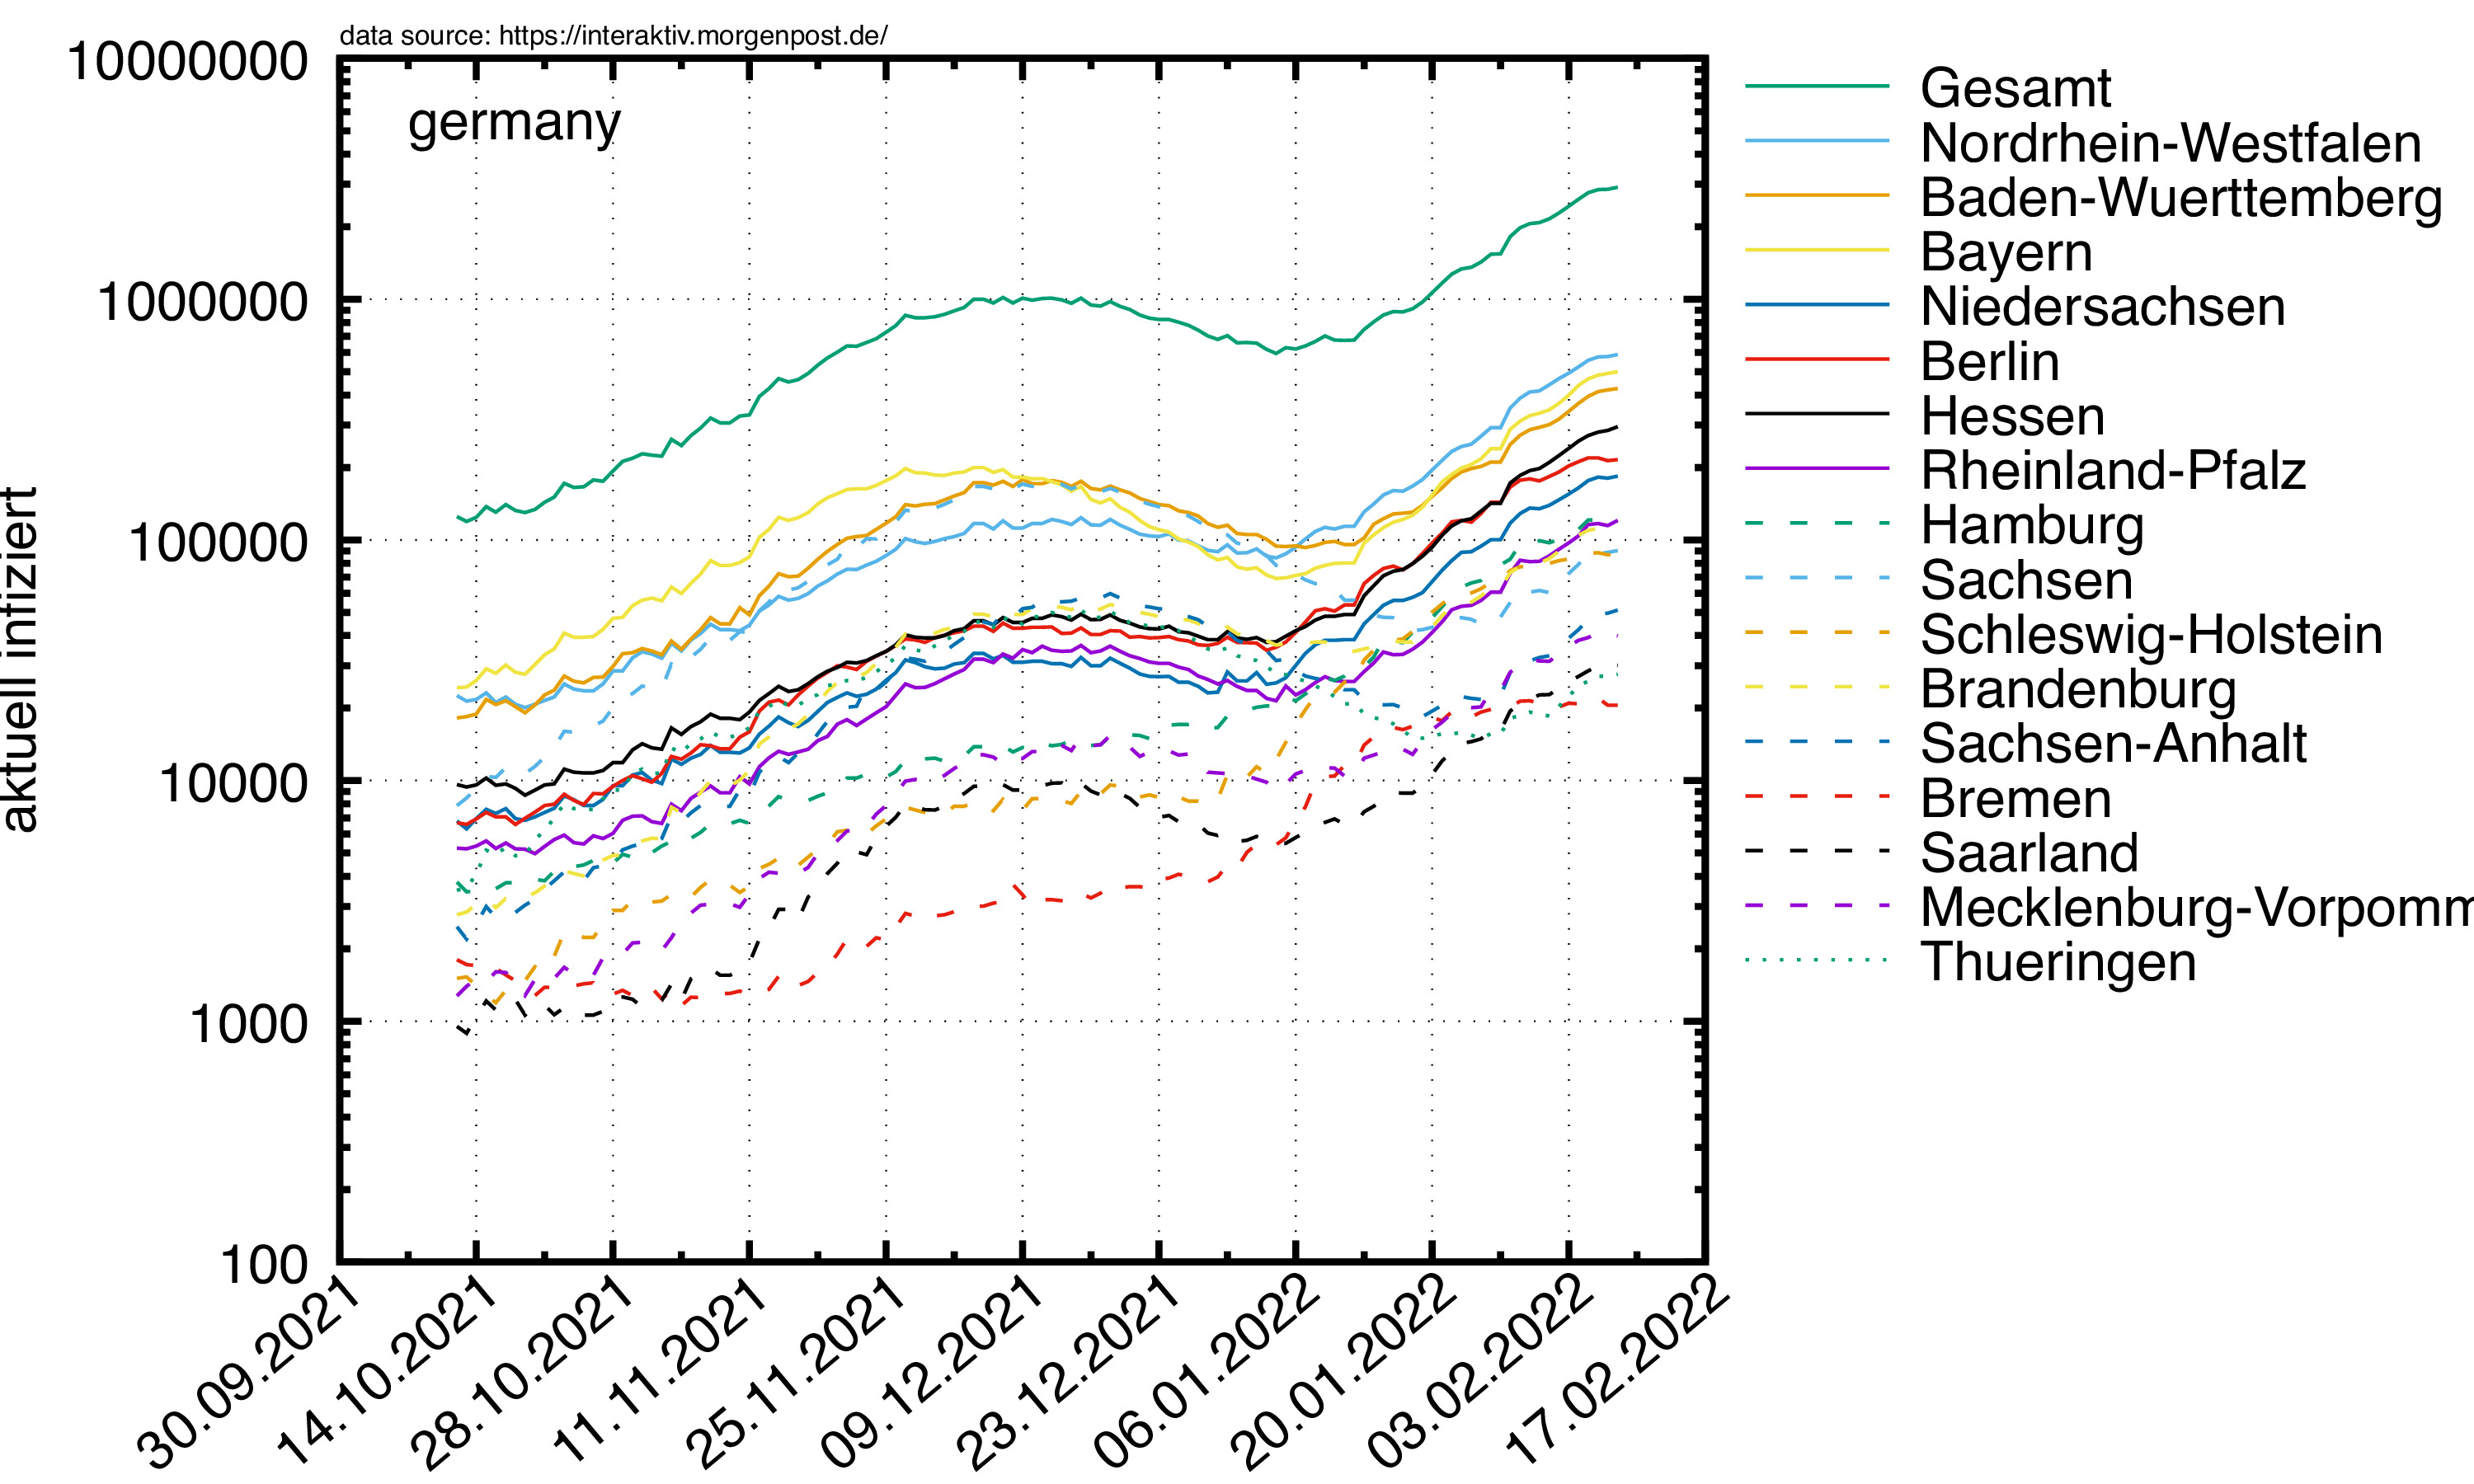 data source: https://interaktiv.morgenpost.de/
germany
aktuell infiziert
10000000
1000000
100000
10000
1000
100
30.09.2021
14.10.2021
28.10.2021
11.11.2021
25.11.2021
09.12.2021
23.12.2021
06.01.2022
20.01.2022
03.02.2022
17.02.2022
Gesamt
Nordrhein-Westfalen
Baden-Wuerttemberg
Bayern
Niedersachsen
Berlin
Hessen
Rheinland-Pfalz
Hamburg
Sachsen
Schleswig-Holstein
Brandenburg
Sachsen-Anhalt
Bremen
Saarland
Mecklenburg-Vorpomm
Thueringen